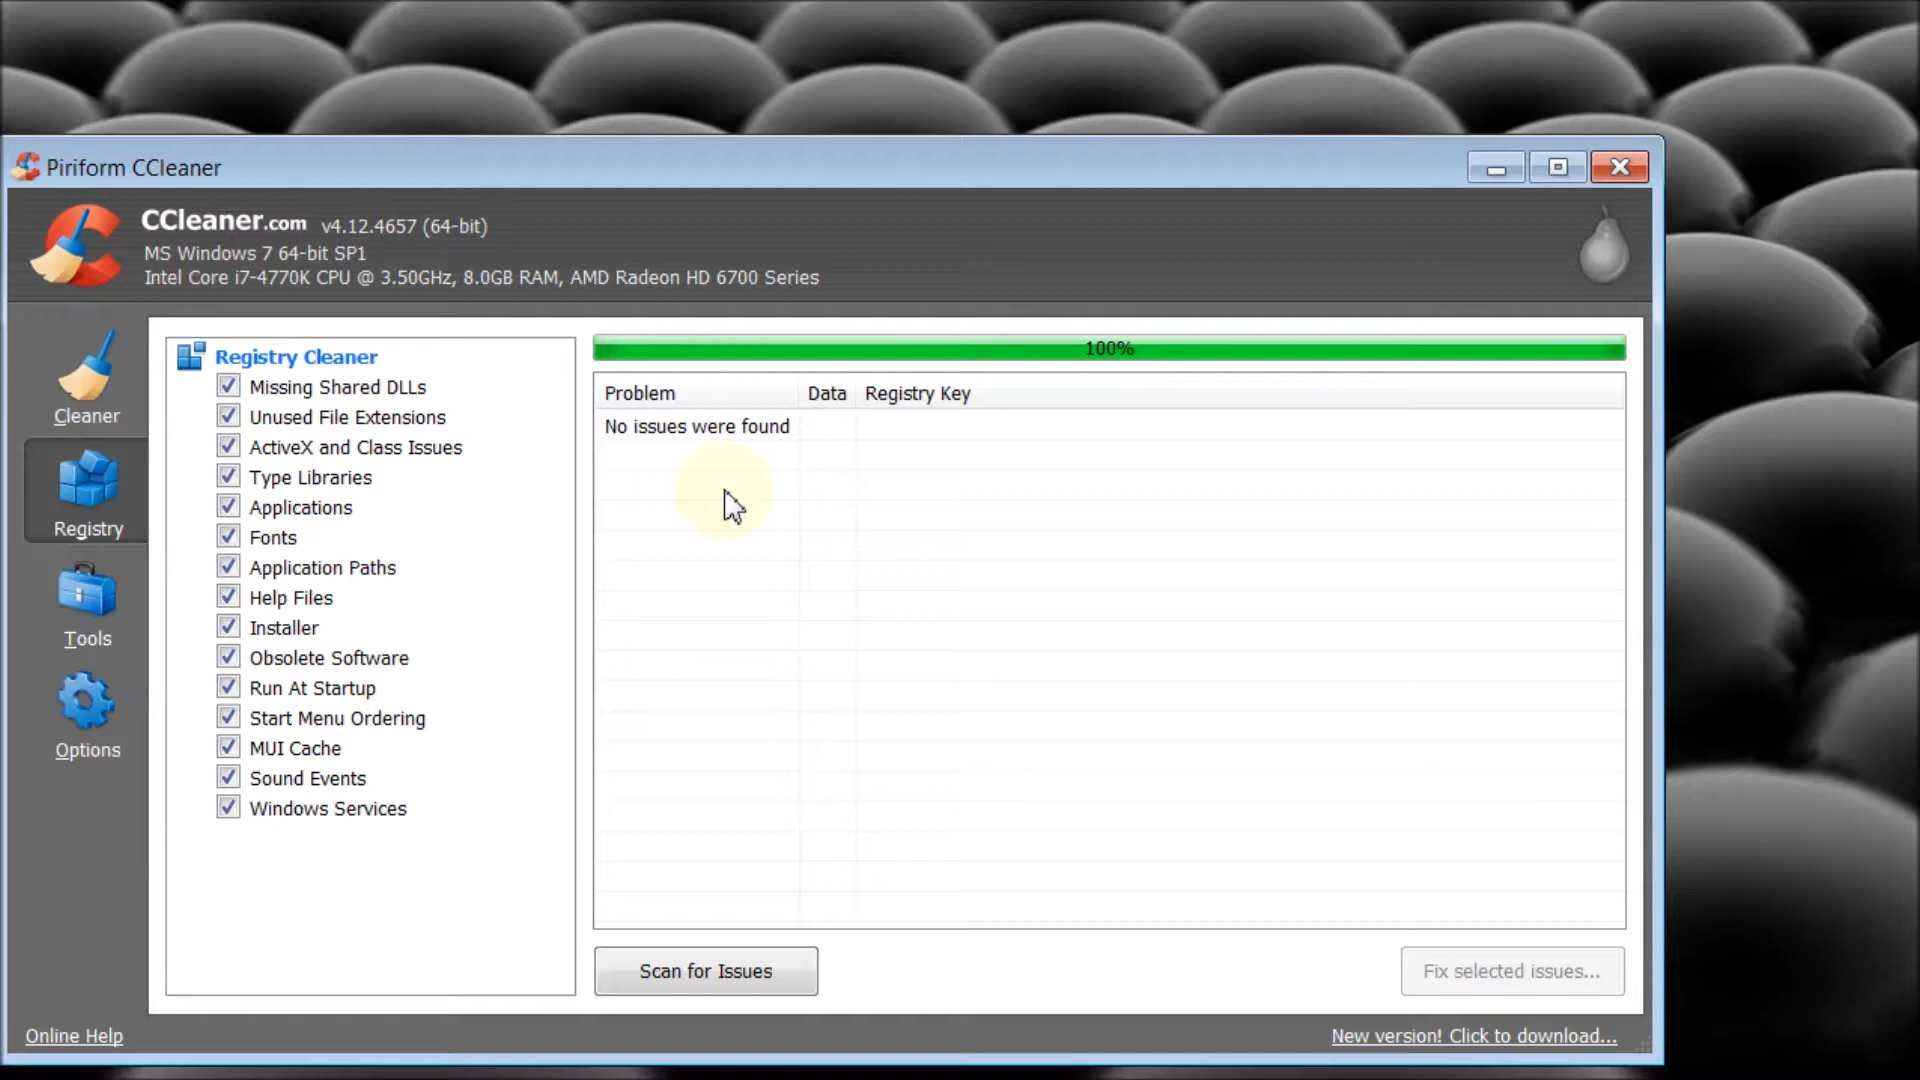 Piriform CCleaner
CCleaner.com v4.12.4657 (64-bit)
MS Windows 7 64-bit SP1
Intel Core i7-4770K CPU @ 3.50GHz, 8.0GB RAM, AMD Radeon HD 6700 Series
Cleaner
Registry
Tools
Options
Registry Cleaner
Missing Shared DLLs
Unused File Extensions
ActiveX and Class Issues
Type Libraries
Applications
Fonts
Application Paths
Help Files
Installer
Obsolete Software
Run At Startup
Start Menu Ordering
MUI Cache
Sound Events
Windows Services
100%
Problem Data Registry Key
No issues were found
Scan for Issues
Fix selected issues...
Online Help
New version! Click to download...